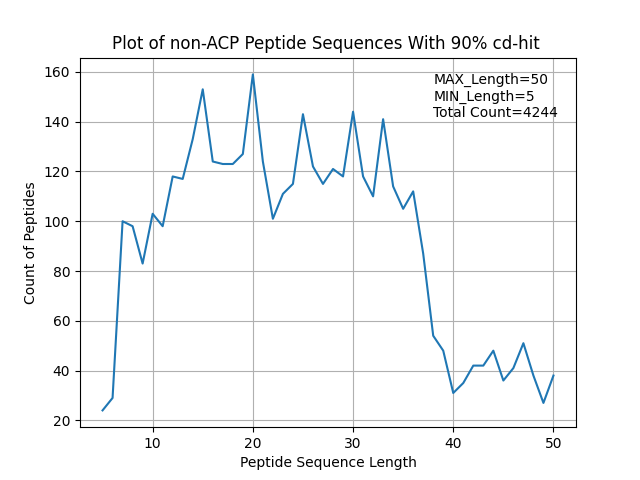 Plot of non-ACP Peptide Sequences With 90% cd-hit
MAX_Length=50
MIN_Length=5
Total Count=4244
160
140
120
100
80
60
40
20
Count of Peptides
10 20 30 40 50
Peptide Sequence Length